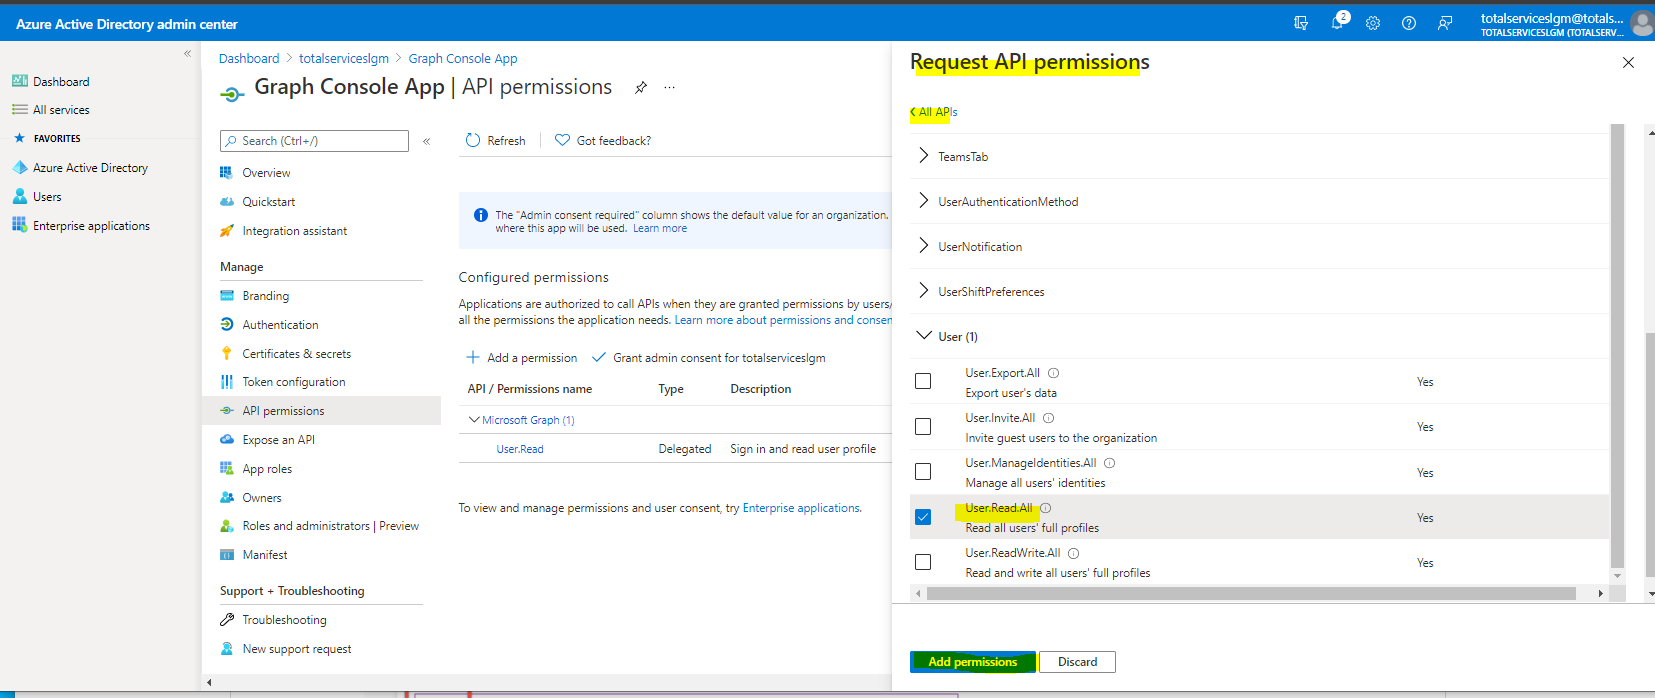 Azure Active Directory admin center
2
totalserviceslgm@totals...
TOTALSERVICESLGM (TOTALSERV...
«
Dashboard
All services
FAVORITES
Azure Active Directory
Users
Enterprise applications
Dashboard > totalserviceslgm > Graph Console App
Graph Console App | API permissions
...
Search (Ctrl+/)
«
Overview
Quickstart
Integration assistant
Manage
Branding
Authentication
Certificates & secrets
Token configuration
API permissions
Expose an API
App roles
Owners
Roles and administrators | Preview
Manifest
Support + Troubleshooting
Troubleshooting
New support request
Refresh
Got feedback?
The "Admin consent required" column shows the default value for an organization.
where this app will be used. Learn more
Configured permissions
Applications are authorized to call APIs when they are granted permissions by users/
all the permissions the application needs. Learn more about permissions and consen
Add a permission
Grant admin consent for totalserviceslgm
API / Permissions name Type Description
Microsoft Graph (1)
User.Read Delegated Sign in and read user profile
To view and manage permissions and user consent, try Enterprise applications.
Request API permissions
All APIs
TeamsTab
UserAuthenticationMethod
UserNotification
UserShiftPreferences
User (1)
User.Export.All
Export user's data
Yes
User.Invite.All
Invite guest users to the organization
Yes
User.ManageIdentities.All
Manage all users' identities
Yes
User.Read.All
Read all users' full profiles
Yes
User.ReadWrite.All
Read and write all users' full profiles
Yes
Add permissions
Discard